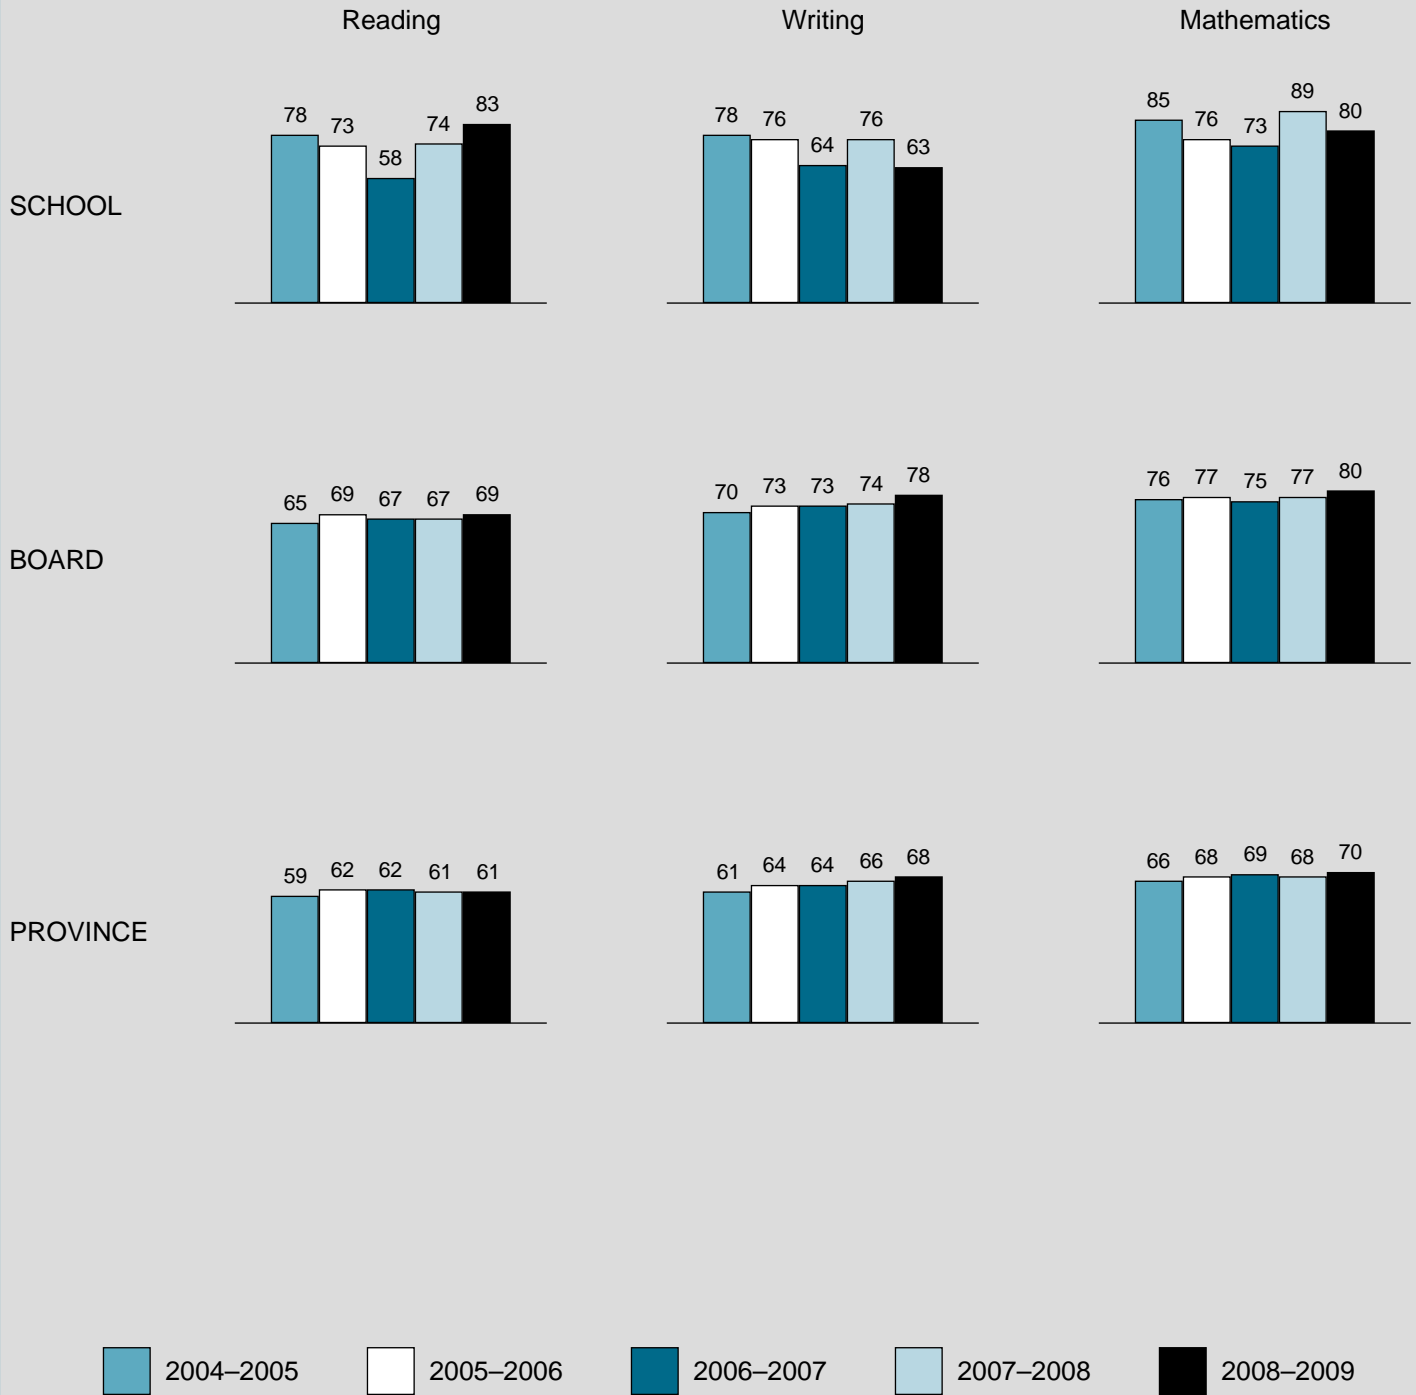 Reading Writing Mathematics
SCHOOL
78 73 58 74 83
78 76 64 76 63
85 76 73 89 80
BOARD
65 69 67 67 69
70 73 73 74 78
76 77 75 77 80
PROVINCE
59 62 62 61 61
61 64 64 66 68
66 68 69 68 70
2004–2005 2005–2006 2006–2007 2007–2008 2008–2009